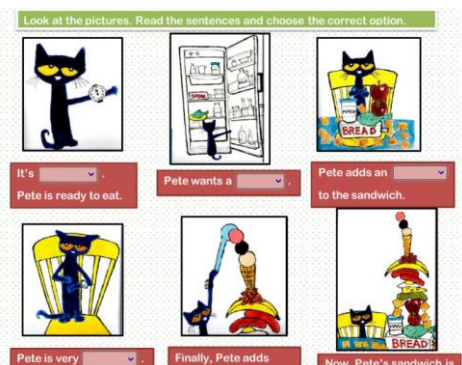 Look at the pictures. Read the sentences and choose the correct option.
It's .
Pete is ready to eat.
Pete wants a .
BREAD
Pete adds an
to the sandwich.
Pete is very .
Finally, Pete adds
BREAD
Now, Pete's sandwich is